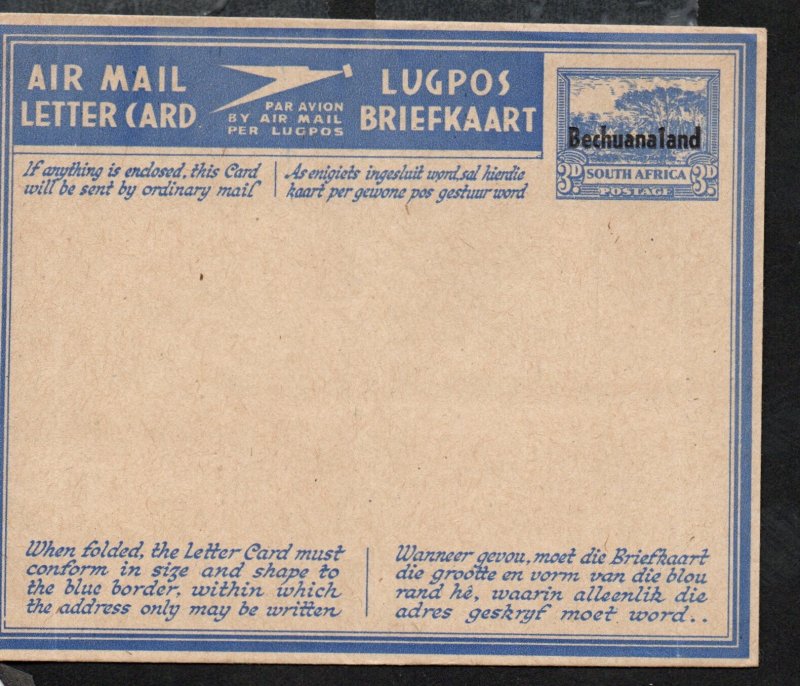 AIR MAIL
LETTER CARD
PAR AVION
BY AIR MAIL
PER LUGPOS
LUGPOS
BRIEFKAART
Bechuanaland
3D SOUTH AFRICA 3D
POSTAGE
If anything is enclosed, this Card
will be sent by ordinary mail
As enigiets ingesluit word, sal hierdie
kaart per gewone pos gestuur word
When folded, the Letter Card must
conform in size and shape to
the blue border, within which
the address only may be written
Wanneer gevou, moet die Briefkaart
die grootte en vorm van die blou
rand hê, waarin alleenlik die
adres geskryf moet word..